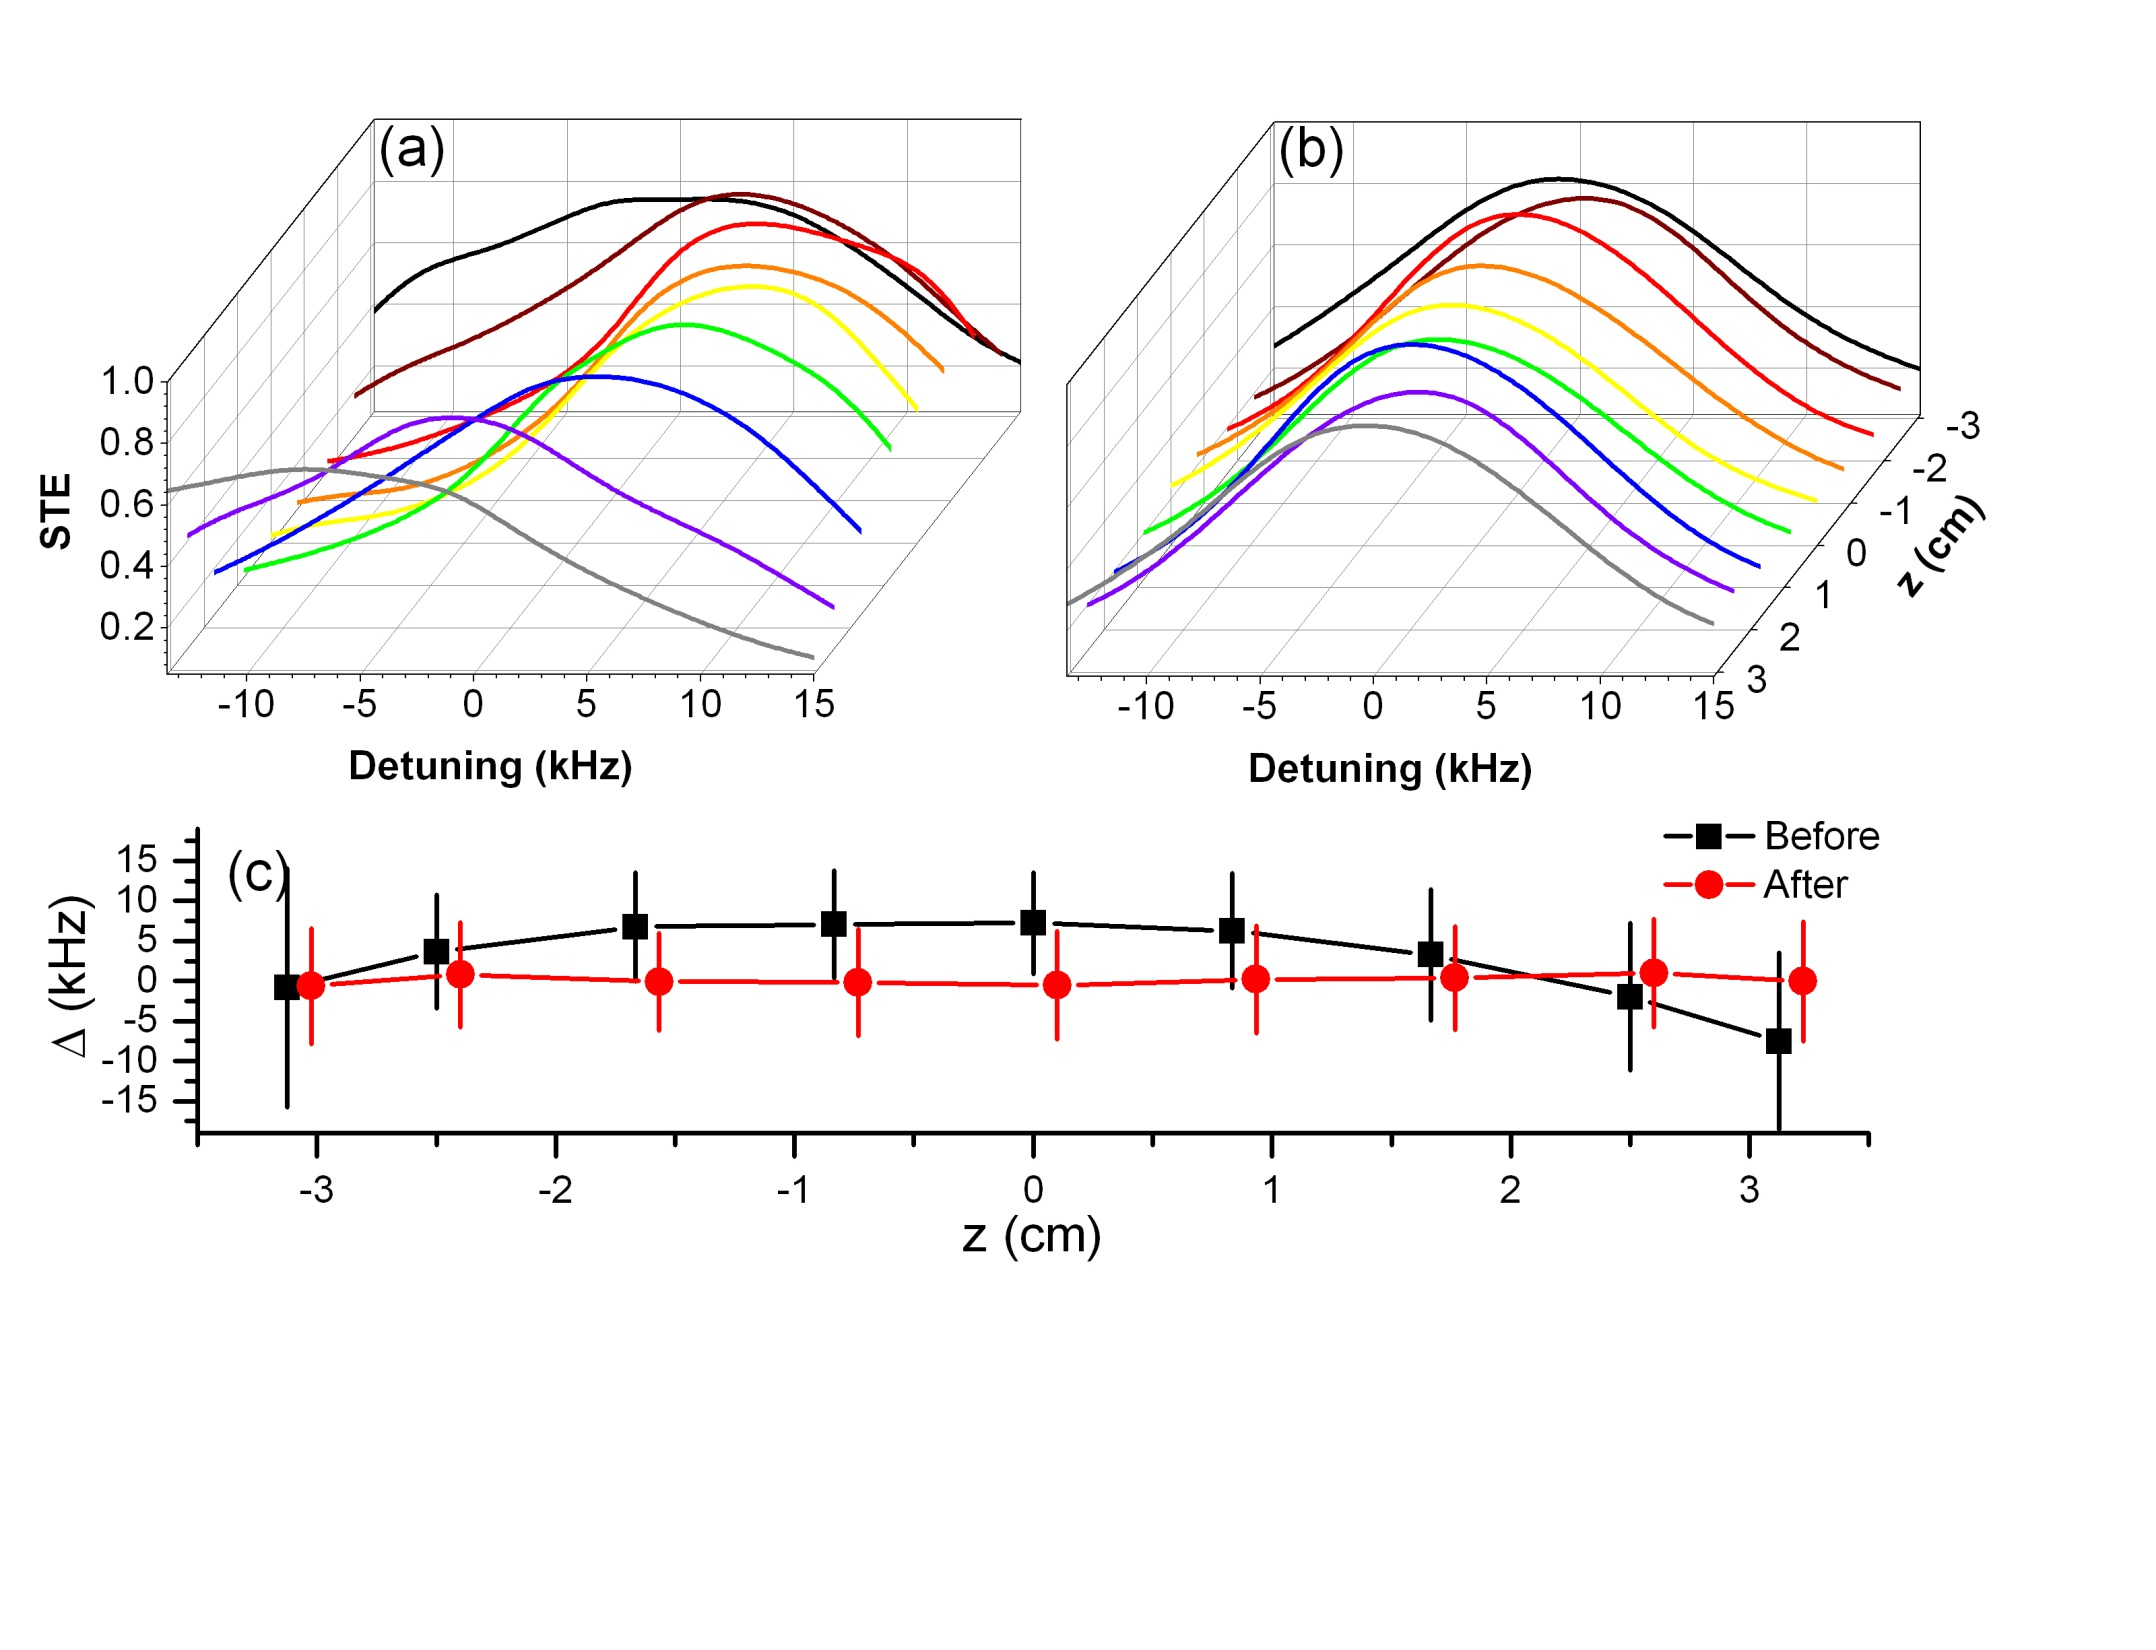 (a)
(b)
1.0
0.8
0.6
0.4
0.2
STE
-10 -5 0 5 10 15
Detuning (kHz)
-10 -5 0 5 10 15
Detuning (kHz)
-3
-2
-1
0
1
2
3
z (cm)
(c)
Before
After
15
10
5
0
-5
-10
-15
Δ (kHz)
-3 -2 -1 0 1 2 3
z (cm)